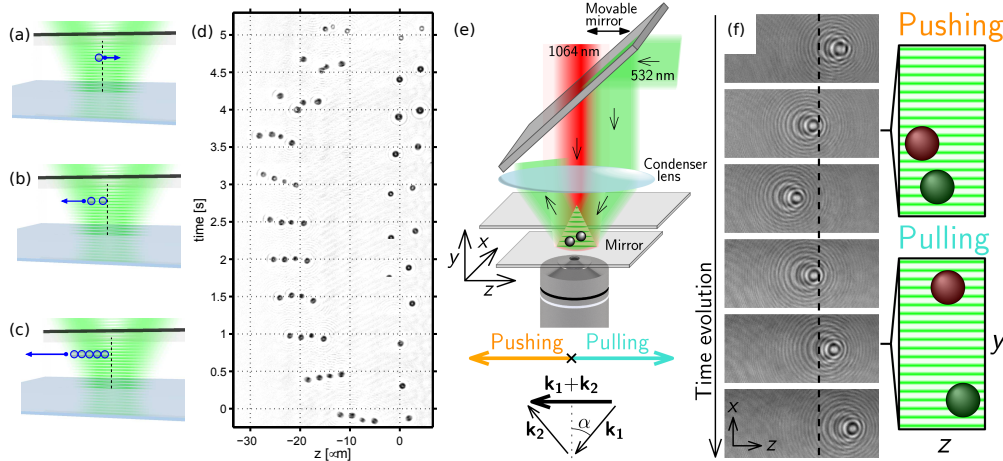 (a)
(b)
(c)
(d)
5
4.5
4
3.5
3
2.5
2
1.5
1
0.5
0
time [s]
−30
−20
−10
0
z [∝m]
(e)
Movable
mirror
1064 nm
532 nm
Condenser
lens
Mirror
x
y
z
Pushing
Pulling
k₁+k₂
k₂
α
k₁
Time evolution
(f)
x
z
Pushing
Pulling
y
z